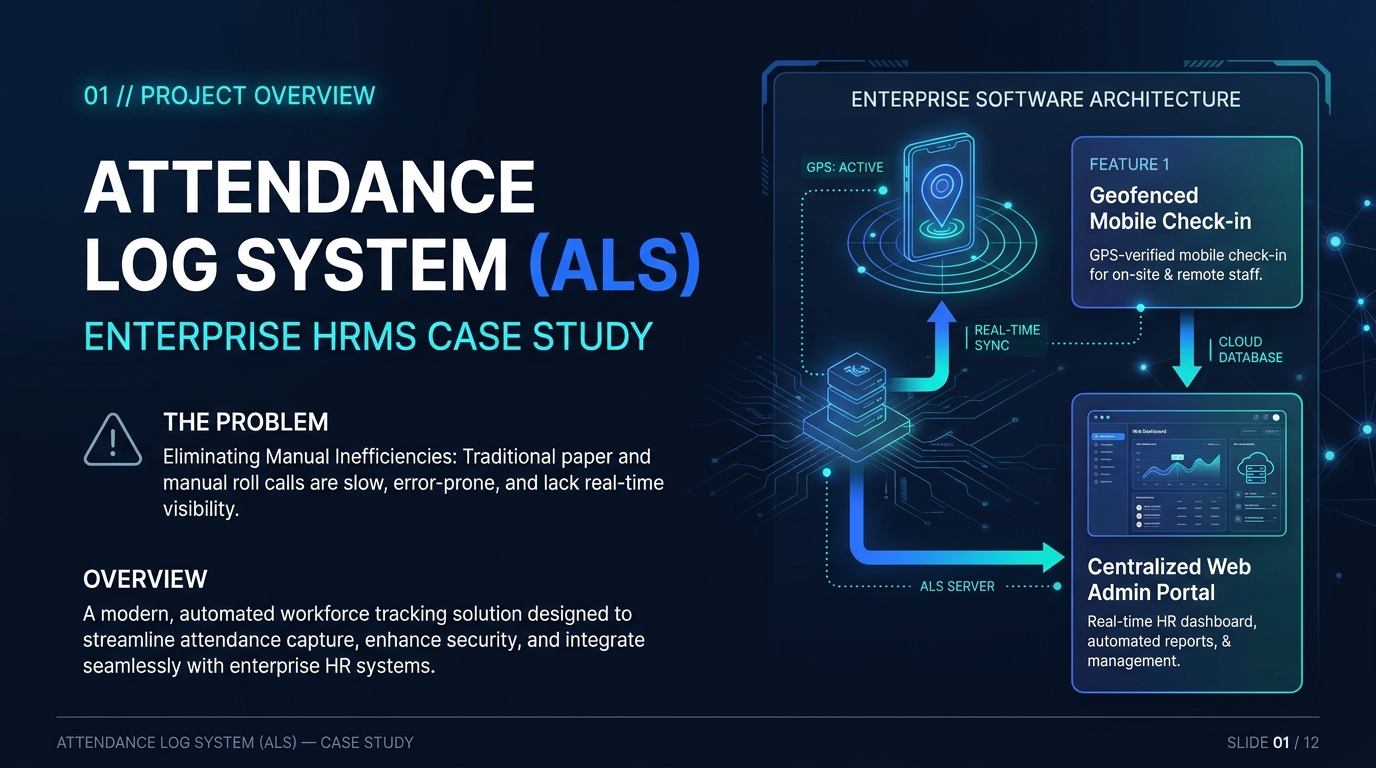 01 // PROJECT OVERVIEW
ATTENDANCE
LOG SYSTEM (ALS)
ENTERPRISE HRMS CASE STUDY
THE PROBLEM
Eliminating Manual Inefficiencies: Traditional paper and
manual roll calls are slow, error-prone, and lack real-time
visibility.
OVERVIEW
A modern, automated workforce tracking solution designed to
streamline attendance capture, enhance security, and integrate
seamlessly with enterprise HR systems.
ENTERPRISE SOFTWARE ARCHITECTURE
GPS: ACTIVE
FEATURE 1
Geofenced
Mobile Check-in
GPS-verified mobile check-in
for on-site & remote staff.
REAL-TIME
SYNC
CLOUD
DATABASE
Web Dashboard
ALS SERVER
Centralized Web
Admin Portal
Real-time HR dashboard,
automated reports, &
management.
ATTENDANCE LOG SYSTEM (ALS) — CASE STUDY
SLIDE 01 / 12